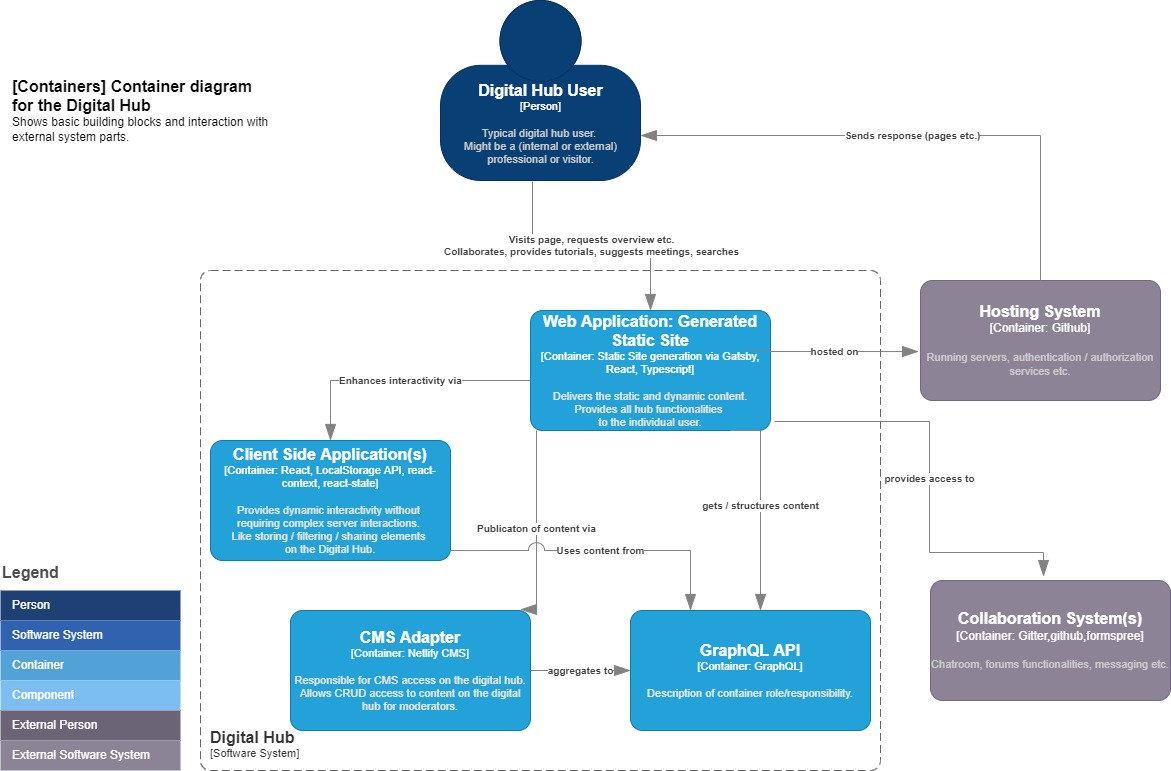 [Containers] Container diagram
for the Digital Hub
Shows basic building blocks and interaction with
external system parts.
Digital Hub User
[Person]
Typical digital hub user.
Might be a (internal or external)
professional or visitor.
Sends response (pages etc.)
Visits page, requests overview etc.
Collaborates, provides tutorials, suggests meetings, searches
Web Application: Generated
Static Site
[Container: Static Site generation via Gatsby,
React, Typescript]
Delivers the static and dynamic content.
Provides all hub functionalities
to the individual user.
hosted on
Hosting System
[Container: Github]
Running servers, authentication / authorization
services etc.
Enhances interactivity via
Client Side Application(s)
[Container: React, LocalStorage API, react-
context, react-state]
Provides dynamic interactivity without
requiring complex server interactions.
Like storing / filtering / sharing elements
on the Digital Hub.
provides access to
gets / structures content
Publicaton of content via
Uses content from
Collaboration System(s)
[Container: Gitter,github,formspree]
Chatroom, forums functionalities, messaging etc.
CMS Adapter
[Container: Netlify CMS]
Responsible for CMS access on the digital hub.
Allows CRUD access to content on the digital
hub for moderators.
aggregates to
GraphQL API
[Container: GraphQL]
Description of container role/responsibility.
Digital Hub
[Software System]
Legend
Person
Software System
Container
Component
External Person
External Software System